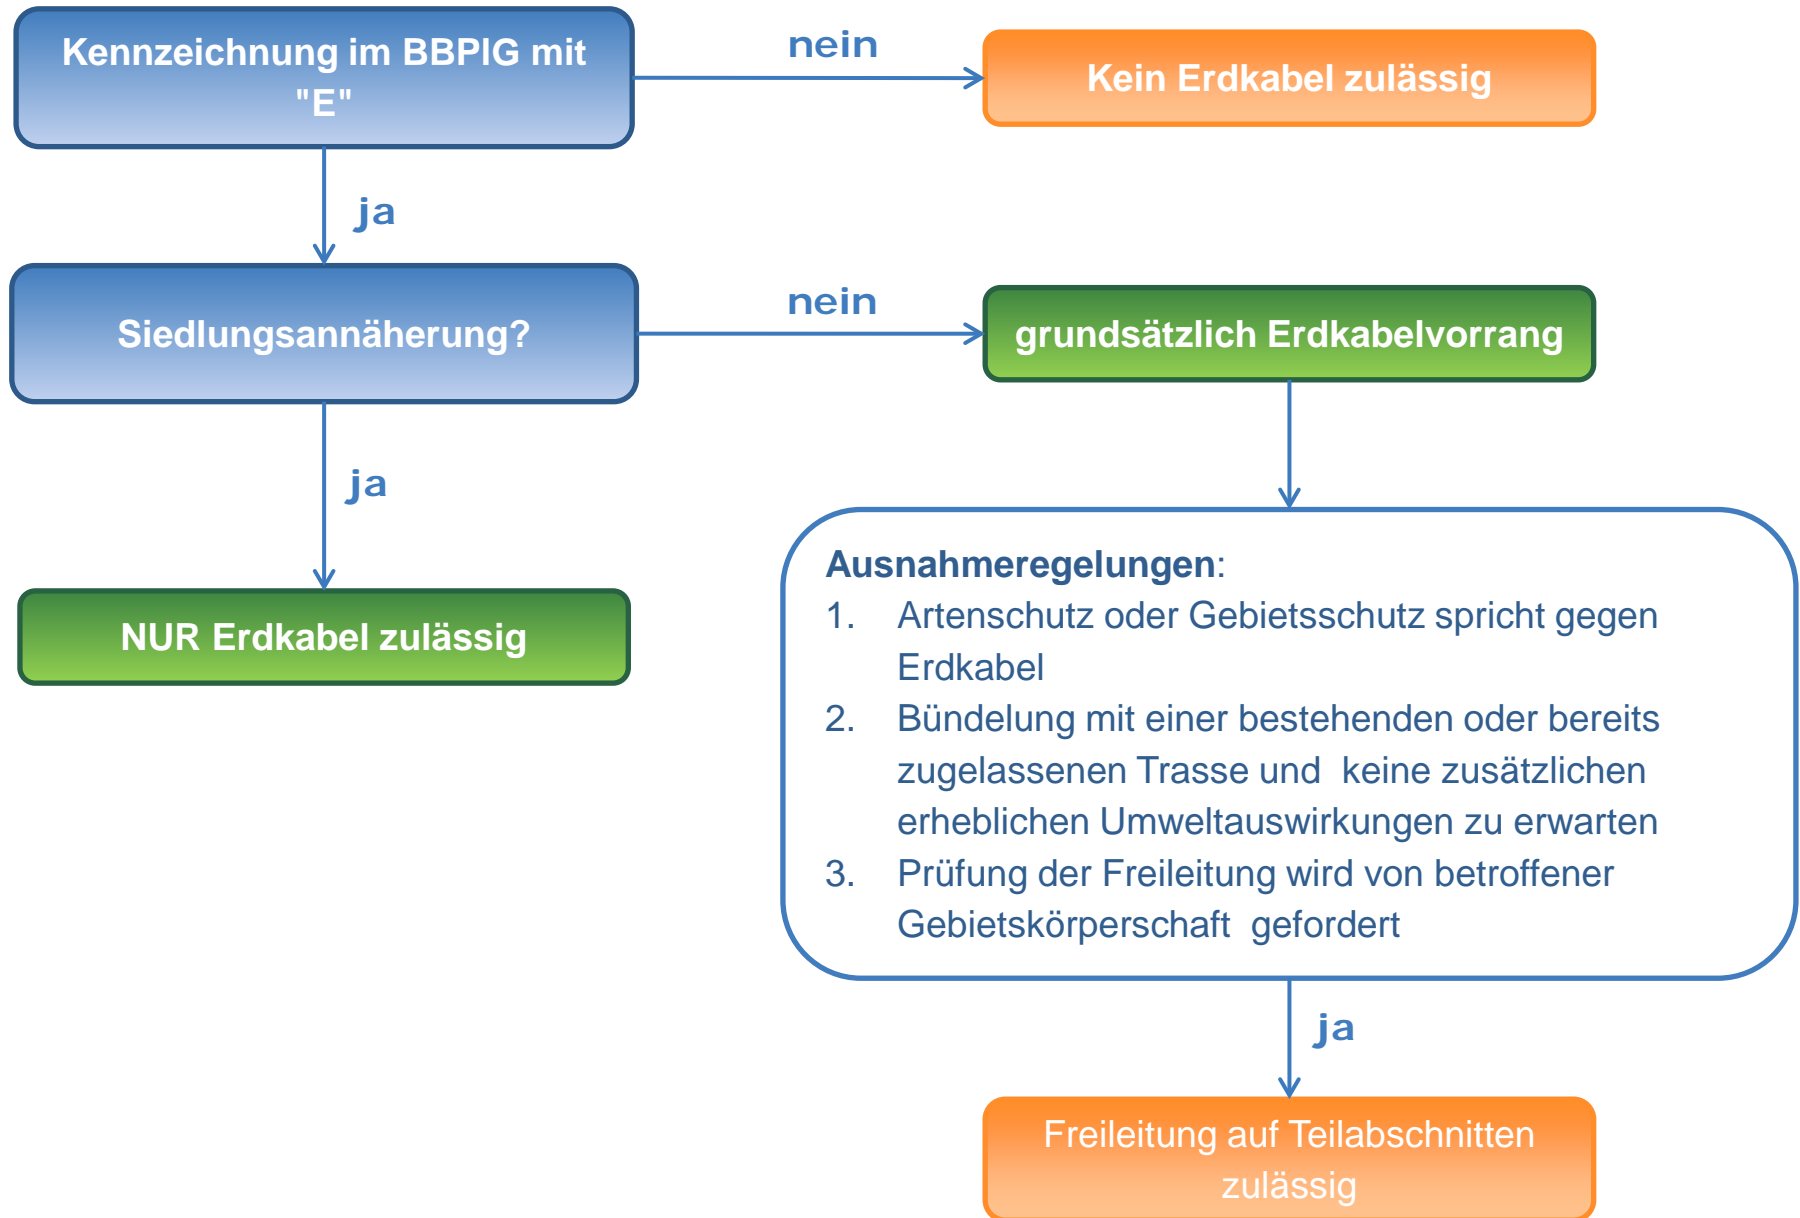 Kennzeichnung im BBPlG mit
"E"
nein
Kein Erdkabel zulässig
ja
Siedlungsannäherung?
nein
grundsätzlich Erdkabelvorrang
ja
NUR Erdkabel zulässig
Ausnahmeregelungen:
1. Artenschutz oder Gebietsschutz spricht gegen
Erdkabel
2. Bündelung mit einer bestehenden oder bereits
zugelassenen Trasse und keine zusätzlichen
erheblichen Umweltauswirkungen zu erwarten
3. Prüfung der Freileitung wird von betroffener
Gebietskörperschaft gefordert
ja
Freileitung auf Teilabschnitten
zulässig